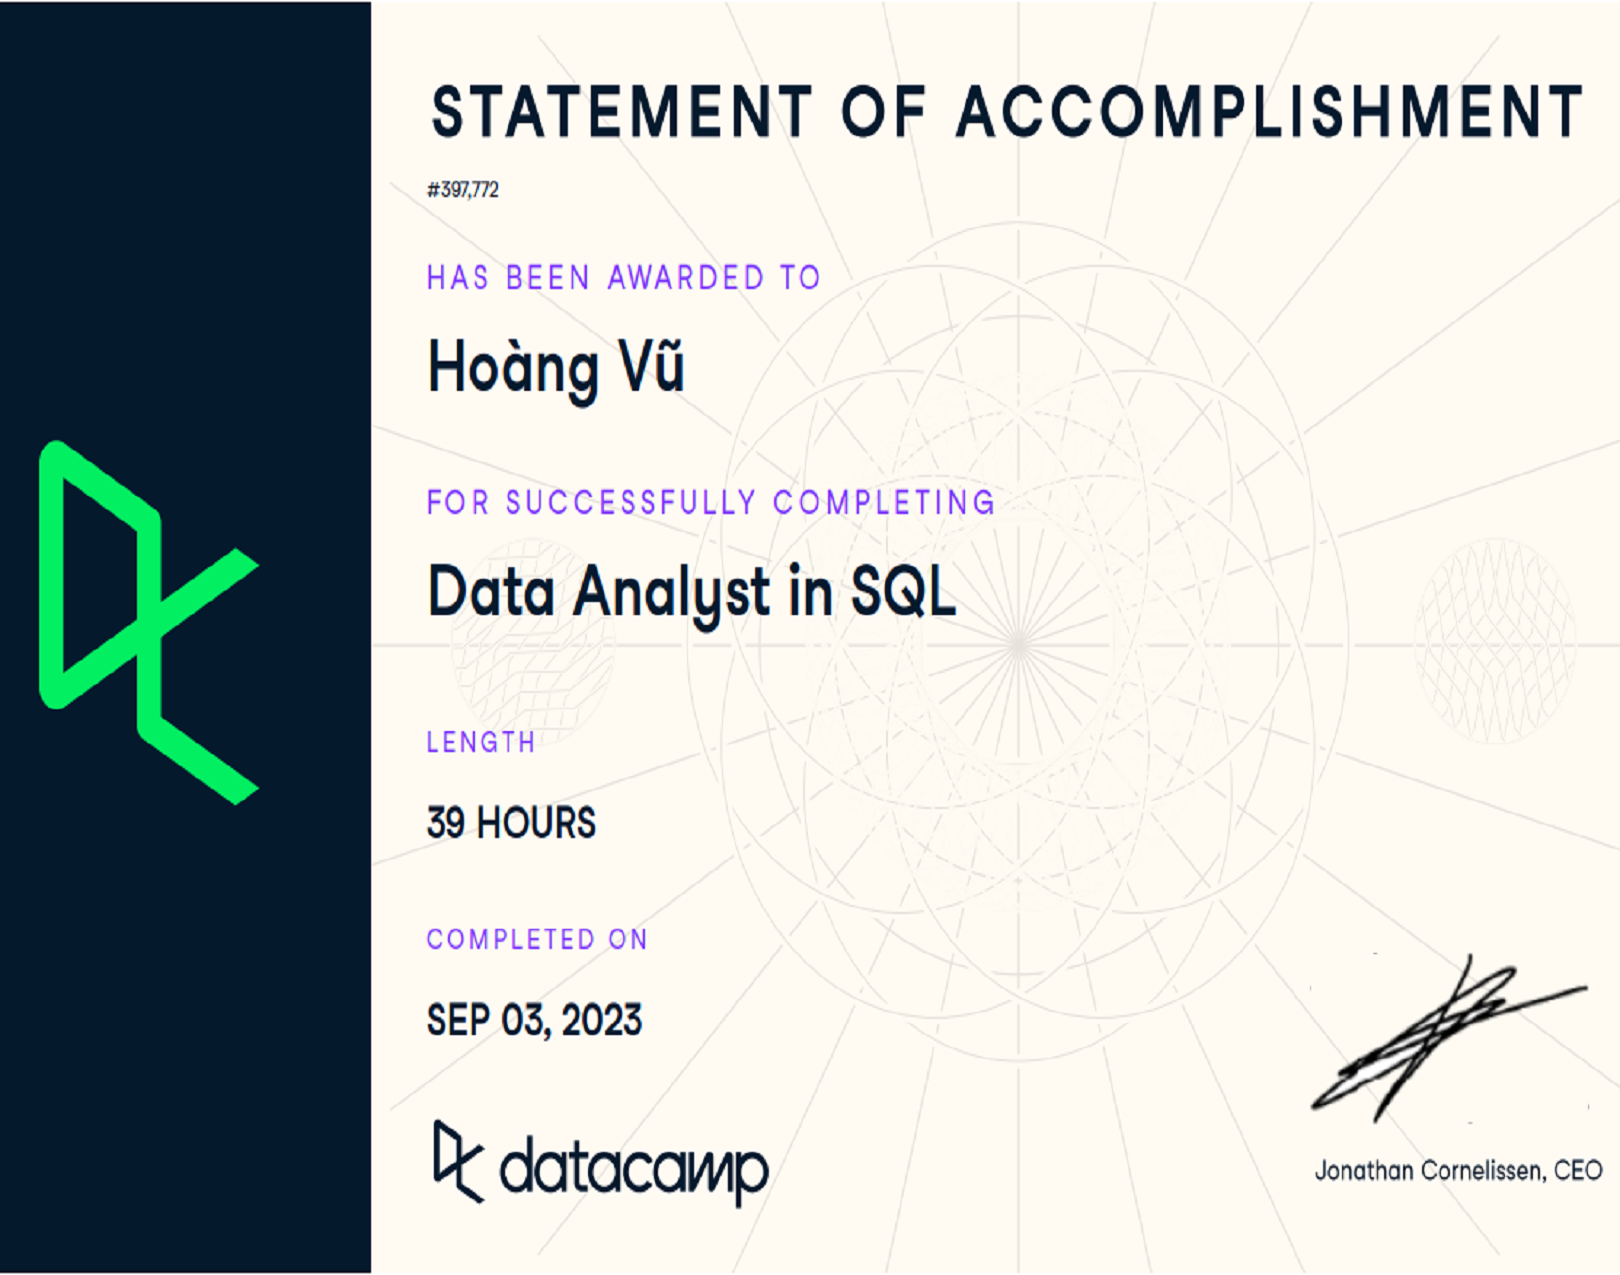 STATEMENT OF ACCOMPLISHMENT
#397,772
HAS BEEN AWARDED TO
Hoàng Vũ
FOR SUCCESSFULLY COMPLETING
Data Analyst in SQL
LENGTH
39 HOURS
COMPLETED ON
SEP 03, 2023
datacamp
Jonathan Cornelissen, CEO